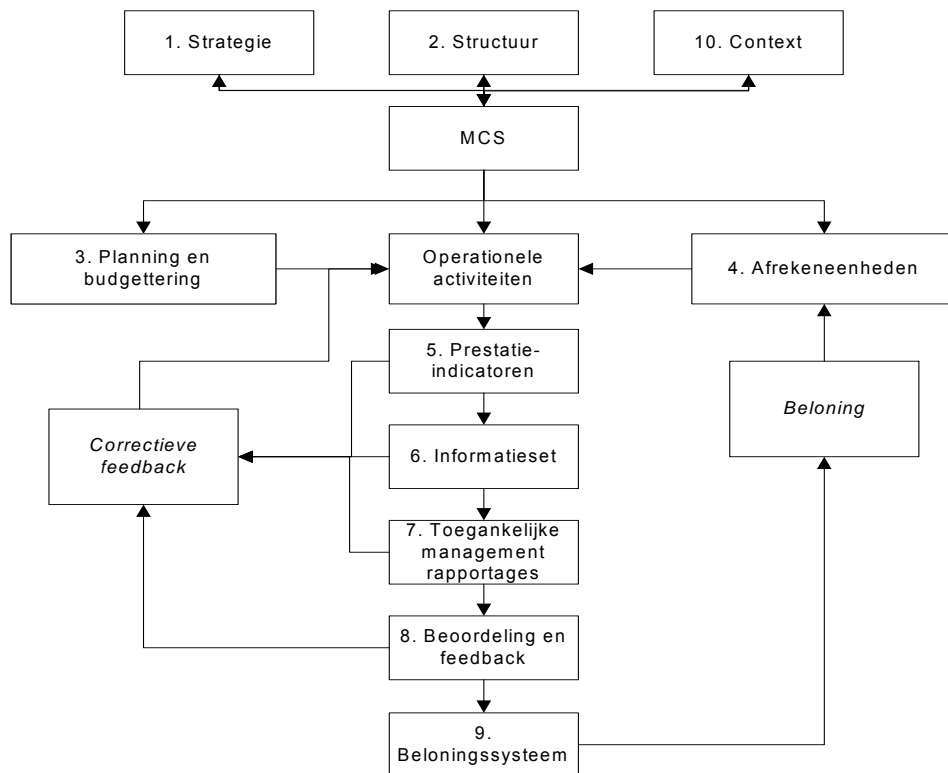 1. Strategie
2. Structuur
10. Context
MCS
3. Planning en
budgettering
Operationele
activiteiten
4. Afrekeneenheden
5. Prestatie-
indicatoren
Beloning
Correctieve
feedback
6. Informatieset
7. Toegankelijke
management
rapportages
8. Beoordeling en
feedback
9.
Beloningssysteem